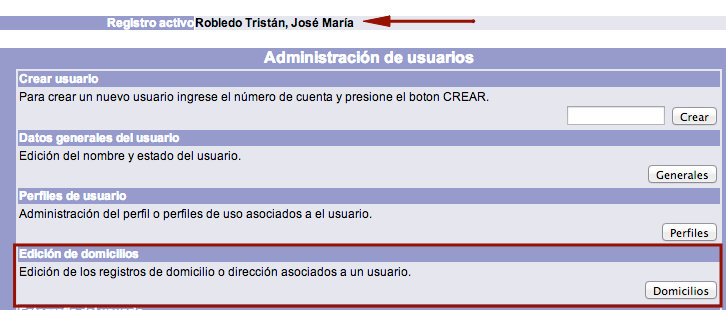 Registro activo Robledo Tristán, José María
Administración de usuarios
Crear usuario
Para crear un nuevo usuario ingrese el número de cuenta y presione el boton CREAR.
Crear
Datos generales del usuario
Edición del nombre y estado del usuario.
Generales
Perfiles de usuario
Administración del perfil o perfiles de uso asociados a el usuario.
Perfiles
Edición de domicilios
Edición de los registros de domicilio o dirección asociados a un usuario.
Domicilios